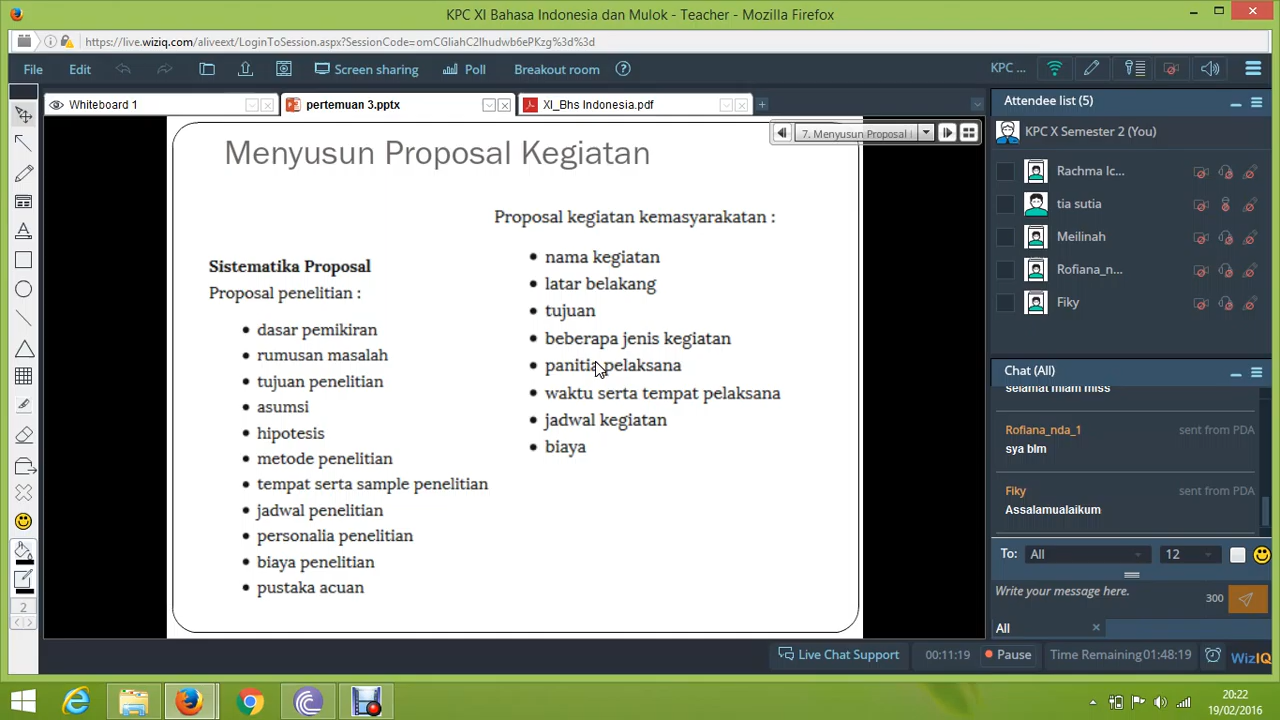 KPC XI Bahasa Indonesia dan Mulok - Teacher - Mozilla Firefox
https://live.wiziq.com/aliveext/LoginToSession.aspx?SessionCode=omCGliahC2lhudwb6ePKzg%3d%3d
File Edit Screen sharing Poll Breakout room ? KPC ...
Whiteboard 1 pertemuan 3.pptx XI_Bhs Indonesia.pdf
7. Menyusun Proposal
Menyusun Proposal Kegiatan
Sistematika Proposal
Proposal penelitian :
• dasar pemikiran
• rumusan masalah
• tujuan penelitian
• asumsi
• hipotesis
• metode penelitian
• tempat serta sample penelitian
• jadwal penelitian
• personalia penelitian
• biaya penelitian
• pustaka acuan
Proposal kegiatan kemasyarakatan :
• nama kegiatan
• latar belakang
• tujuan
• beberapa jenis kegiatan
• panitia pelaksana
• waktu serta tempat pelaksana
• jadwal kegiatan
• biaya
2
Attendee list (5)
KPC X Semester 2 (You)
Rachma Ic...
tia sutia
Meilinah
Rofiana_n...
Fiky
Chat (All)
selamat mlam miss
Rofiana_nda_1 sent from PDA
sya blm
Fiky sent from PDA
Assalamualaikum
To: All 12
Write your message here. 300
All
Live Chat Support 00:11:19 Pause Time Remaining01:48:19 WizIQ
20:22
19/02/2016